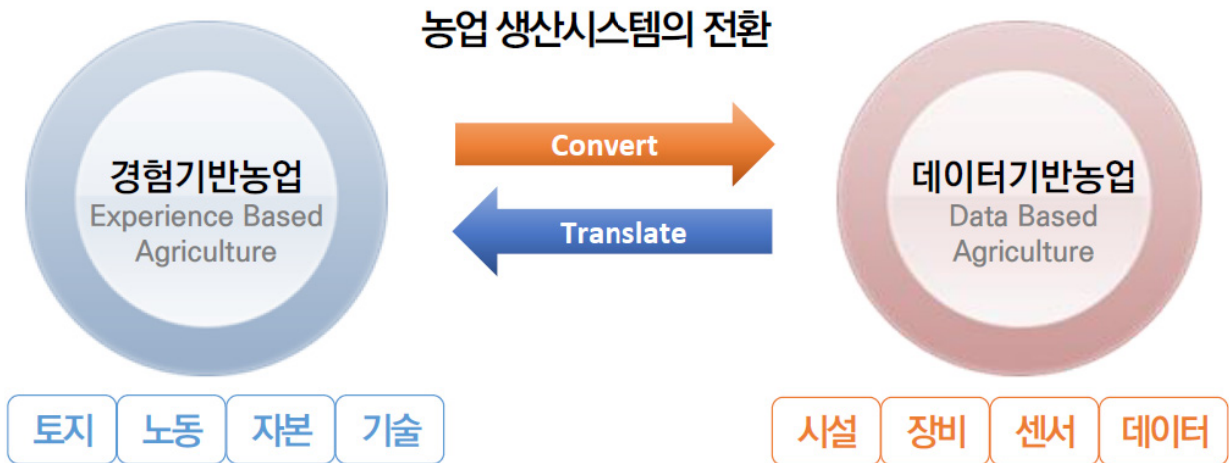 농업 생산시스템의 전환
경험기반농업
Experience Based
Agriculture
Convert
Translate
데이터기반농업
Data Based
Agriculture
토지 노동 자본 기술
시설 장비 센서 데이터